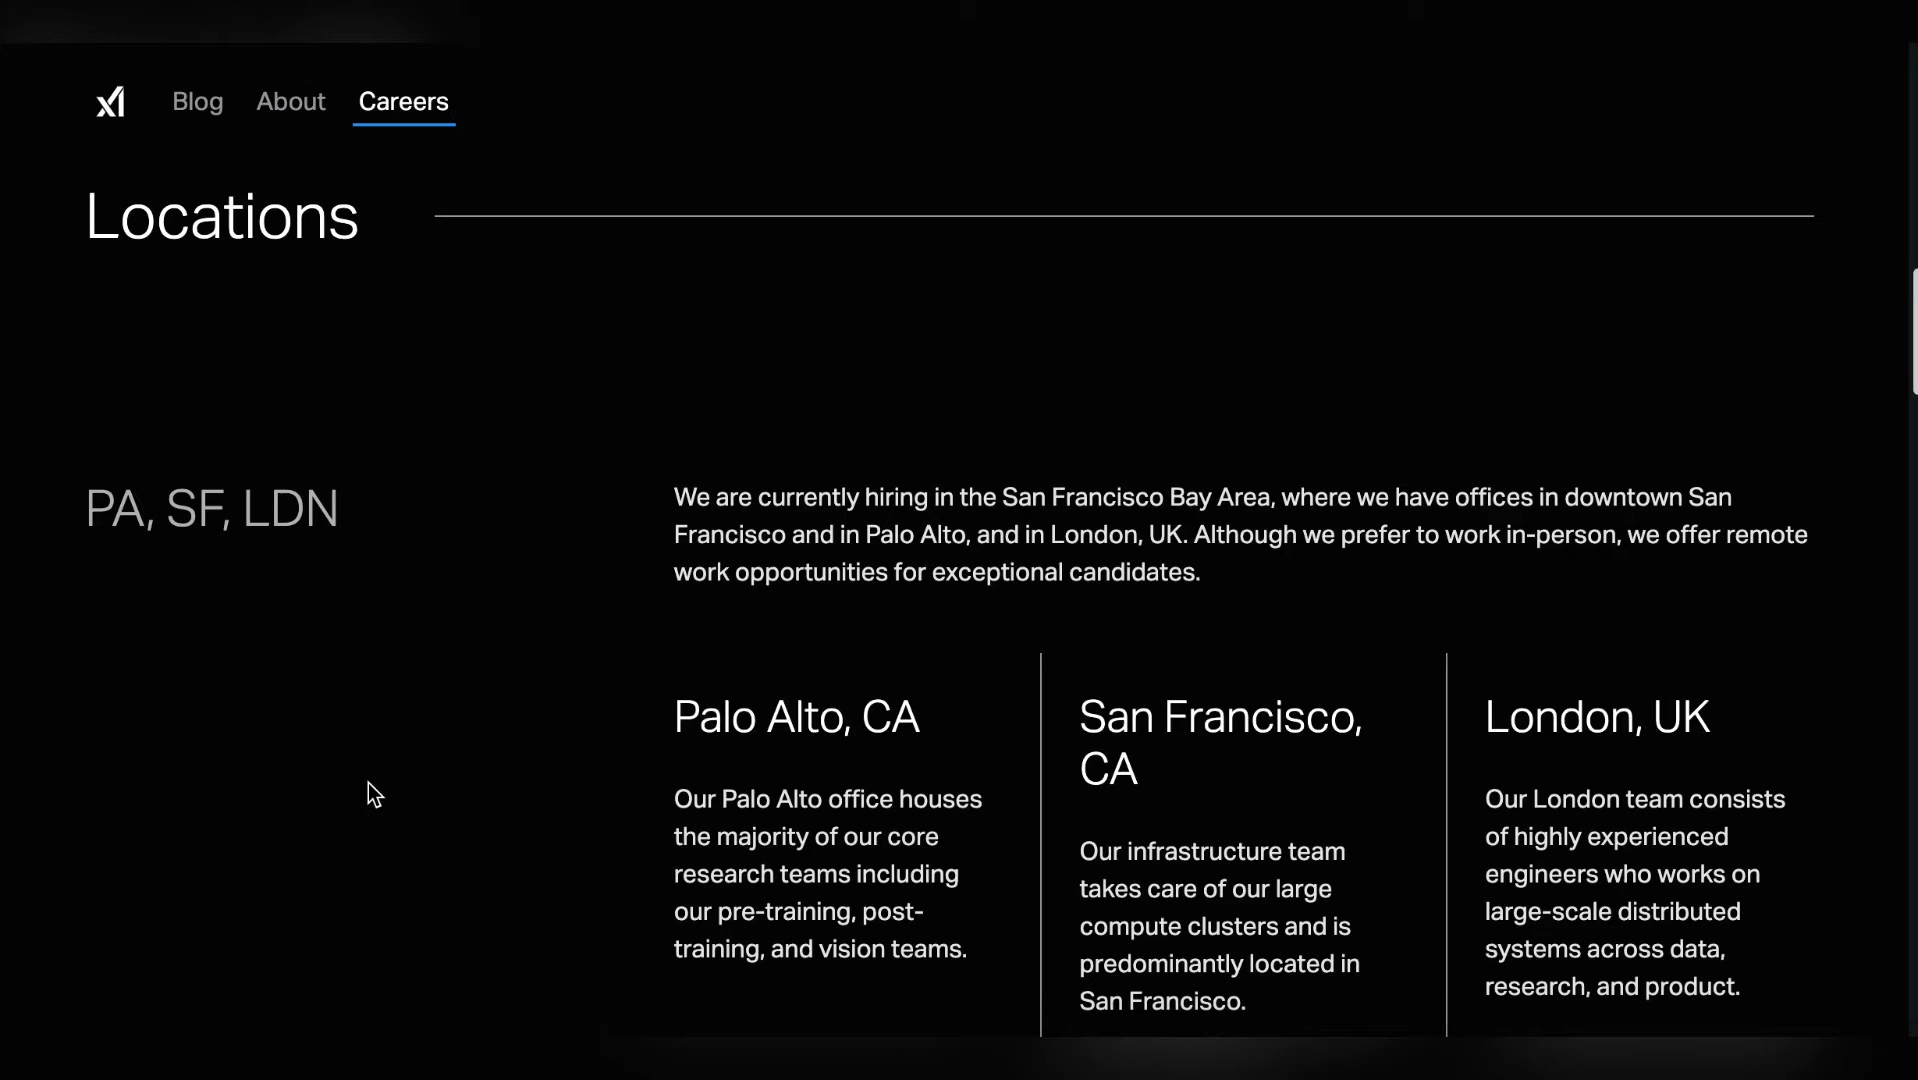 xI
Blog About Careers
Locations
PA, SF, LDN
We are currently hiring in the San Francisco Bay Area, where we have offices in downtown San
Francisco and in Palo Alto, and in London, UK. Although we prefer to work in-person, we offer remote
work opportunities for exceptional candidates.
Palo Alto, CA
Our Palo Alto office houses
the majority of our core
research teams including
our pre-training, post-
training, and vision teams.
San Francisco,
CA
Our infrastructure team
takes care of our large
compute clusters and is
predominantly located in
San Francisco.
London, UK
Our London team consists
of highly experienced
engineers who works on
large-scale distributed
systems across data,
research, and product.